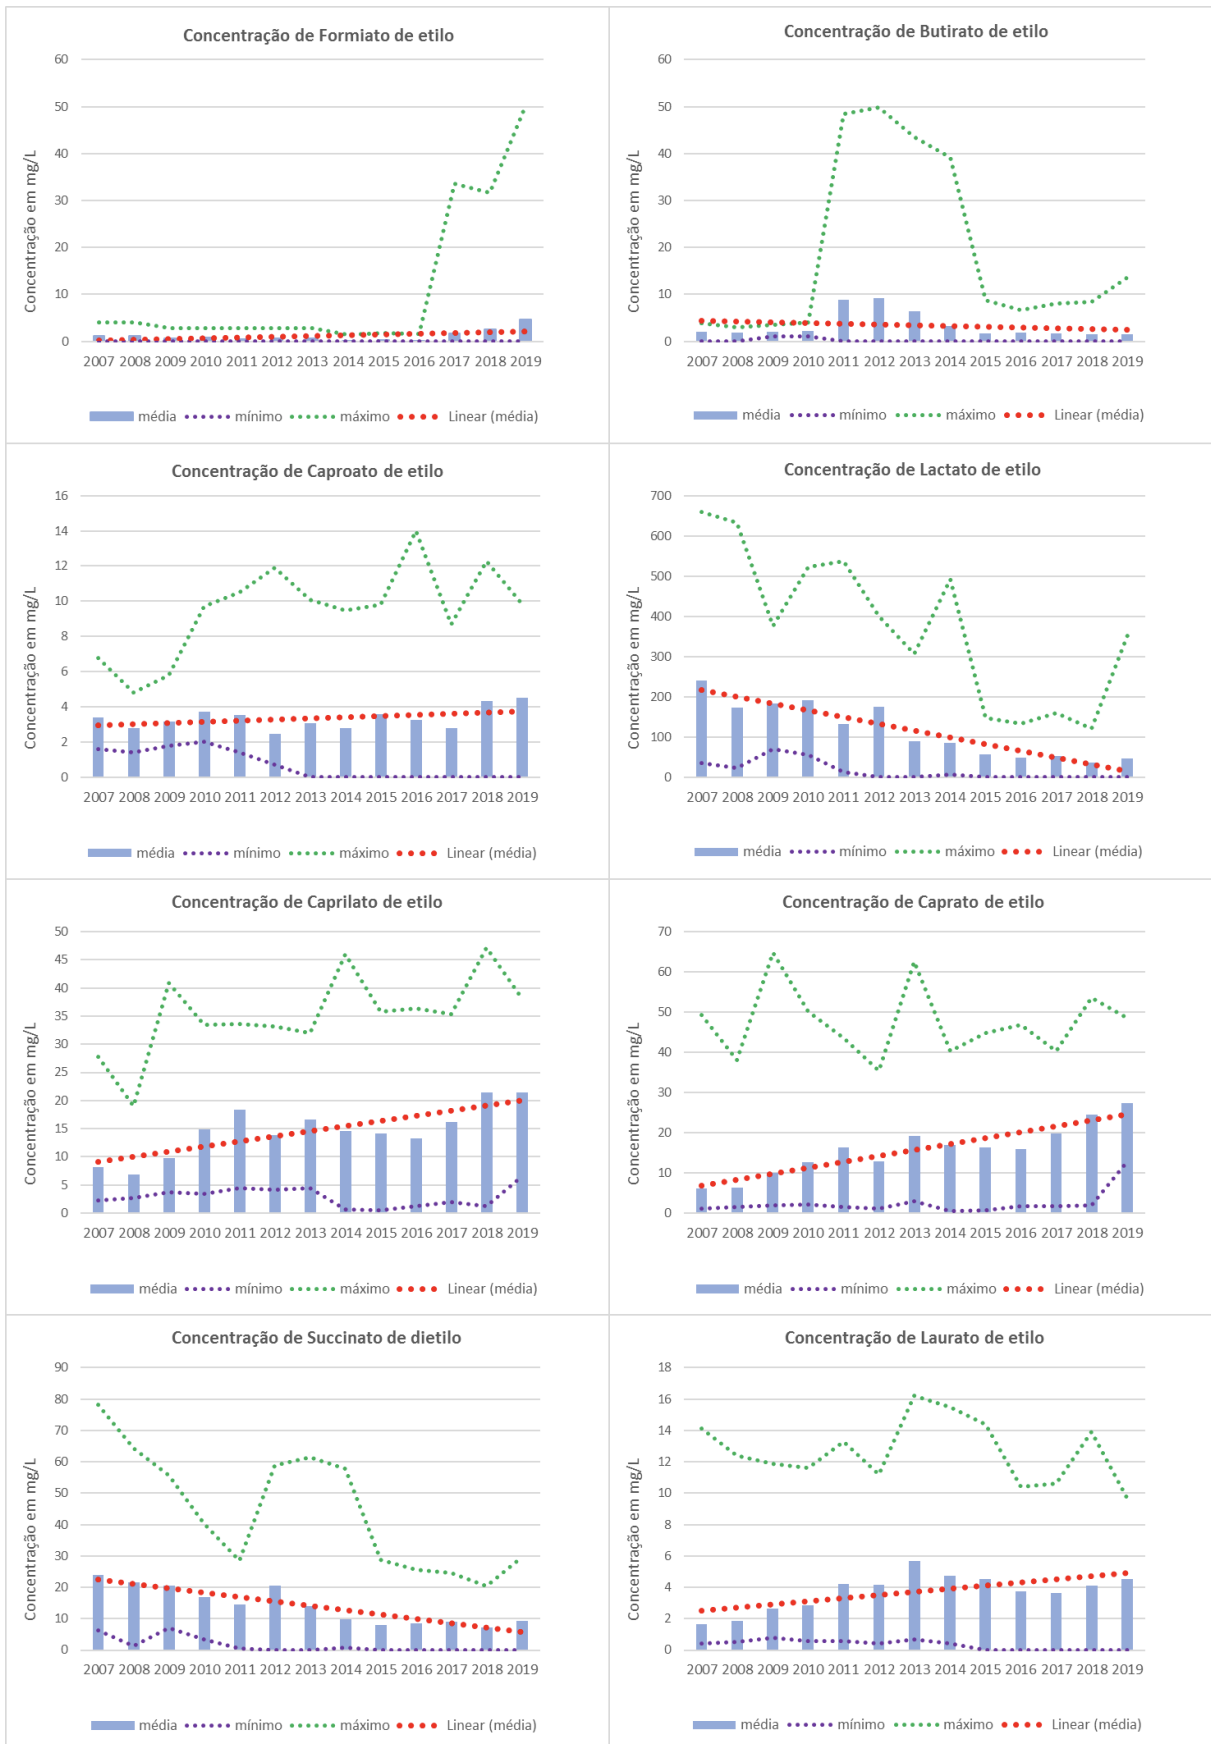 Concentração de Formiato de etilo
Concentração em mg/L
60
50
40
30
20
10
0
2007 2008 2009 2010 2011 2012 2013 2014 2015 2016 2017 2018 2019
média mínimo máximo Linear (média)
Concentração de Butirato de etilo
Concentração em mg/L
60
50
40
30
20
10
0
2007 2008 2009 2010 2011 2012 2013 2014 2015 2016 2017 2018 2019
média mínimo máximo Linear (média)
Concentração de Caproato de etilo
Concentração em mg/L
16
14
12
10
8
6
4
2
0
2007 2008 2009 2010 2011 2012 2013 2014 2015 2016 2017 2018 2019
média mínimo máximo Linear (média)
Concentração de Lactato de etilo
Concentração em mg/L
700
600
500
400
300
200
100
0
2007 2008 2009 2010 2011 2012 2013 2014 2015 2016 2017 2018 2019
média mínimo máximo Linear (média)
Concentração de Caprilato de etilo
Concentração em mg/L
50
45
40
35
30
25
20
15
10
5
0
2007 2008 2009 2010 2011 2012 2013 2014 2015 2016 2017 2018 2019
média mínimo máximo Linear (média)
Concentração de Caprato de etilo
Concentração em mg/L
70
60
50
40
30
20
10
0
2007 2008 2009 2010 2011 2012 2013 2014 2015 2016 2017 2018 2019
média mínimo máximo Linear (média)
Concentração de Succinato de dietilo
Concentração em mg/L
90
80
70
60
50
40
30
20
10
0
2007 2008 2009 2010 2011 2012 2013 2014 2015 2016 2017 2018 2019
média mínimo máximo Linear (média)
Concentração de Laurato de etilo
Concentração em mg/L
18
16
14
12
10
8
6
4
2
0
2007 2008 2009 2010 2011 2012 2013 2014 2015 2016 2017 2018 2019
média mínimo máximo Linear (média)